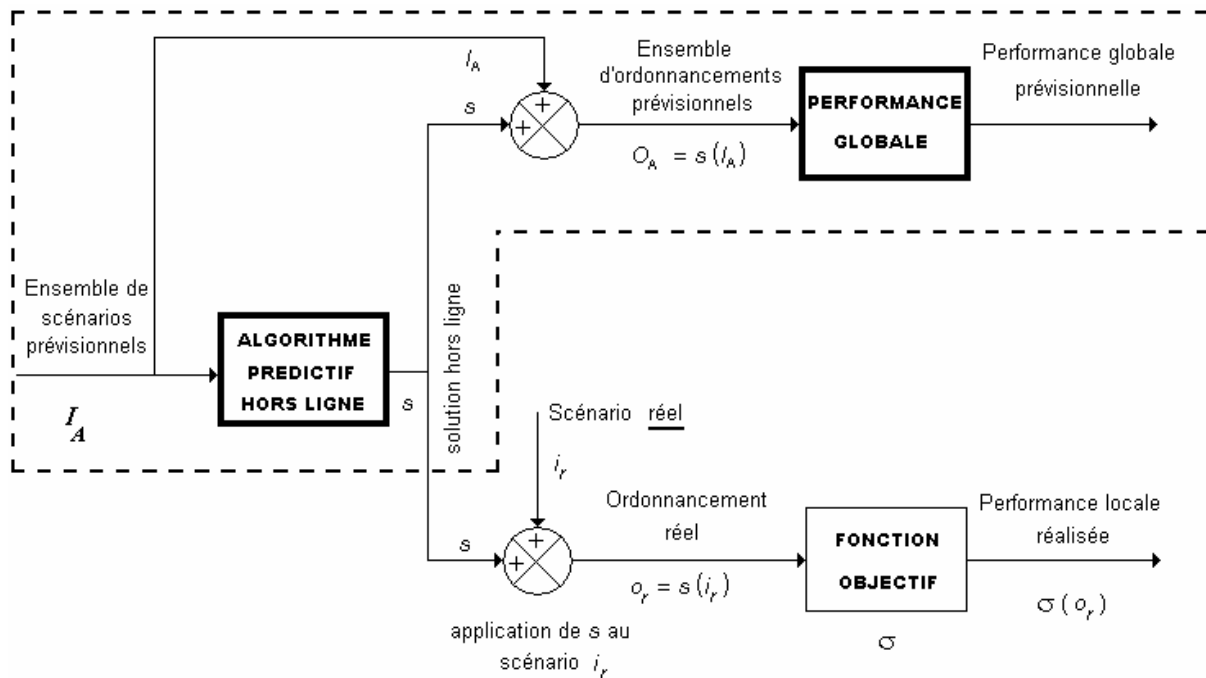 I_A
s
Ensemble
d'ordonnancements
prévisionnels
O_A = s(I_A)
PERFORMANCE
GLOBALE
Performance globale
prévisionnelle
+
+
Ensemble de
scénarios
prévisionnels
I_A
ALGORITHME
PREDICTIF
HORS LIGNE
s
solution hors ligne
Scénario réel
i_r
s
+
+
application de s au
scénario i_r
Ordonnancement
réel
o_r = s(i_r)
FONCTION
OBJECTIF
σ
Performance locale
réalisée
σ(o_r)